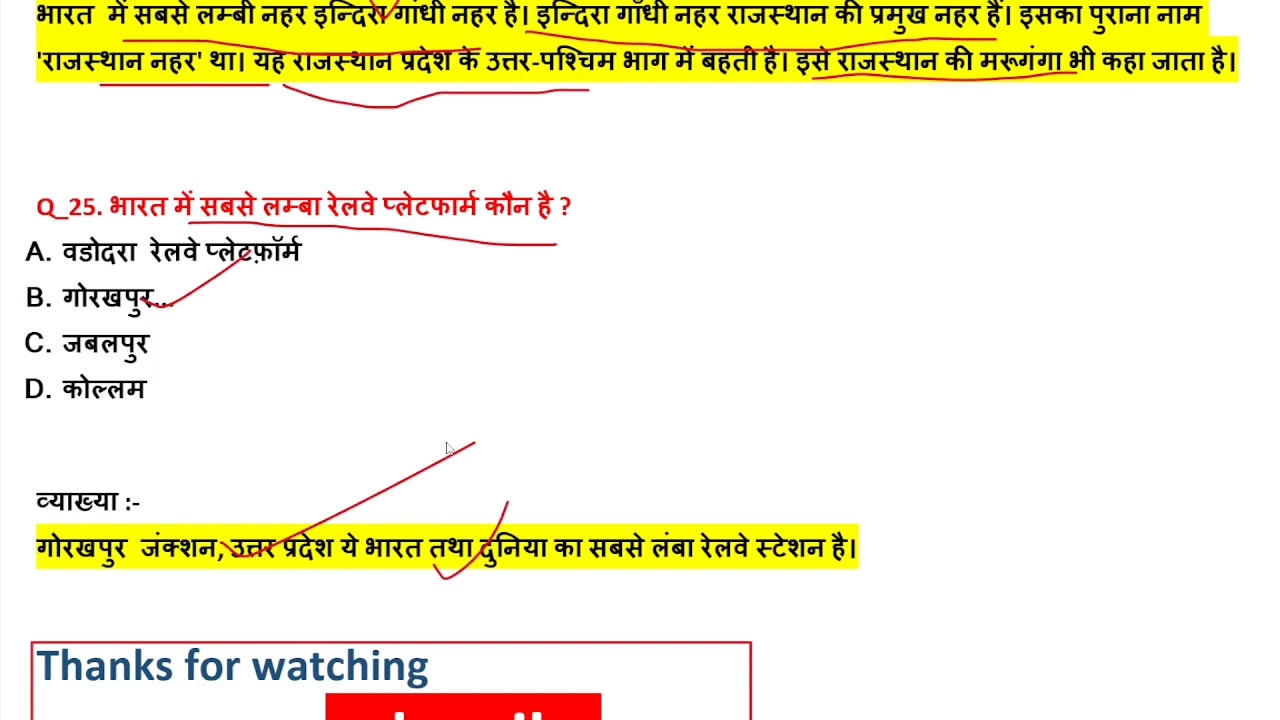 भारत में सबसे लम्बी नहर इन्दिरा गांधी नहर है। इन्दिरा गाँधी नहर राजस्थान की प्रमुख नहर हैं। इसका पुराना नाम
'राजस्थान नहर' था। यह राजस्थान प्रदेश के उत्तर-पश्चिम भाग में बहती है। इसे राजस्थान की मरूगंगा भी कहा जाता है।
Q_25. भारत में सबसे लम्बा रेलवे प्लेटफार्म कौन है ?
A. वडोदरा रेलवे प्लेटफ़ॉर्म
B. गोरखपुर...
C. जबलपुर
D. कोल्लम
व्याख्या :-
गोरखपुर जंक्शन, उत्तर प्रदेश ये भारत तथा दुनिया का सबसे लंबा रेलवे स्टेशन है।
Thanks for watching